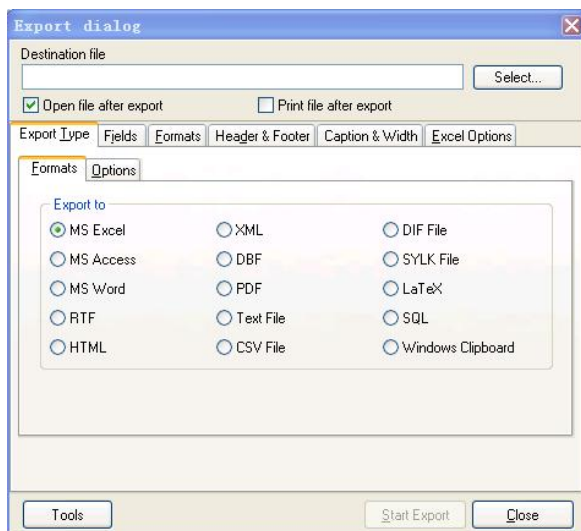 Export dialog
Destination file
Select...
Open file after export Print file after export
Export Type Fields Formats Header & Footer Caption & Width Excel Options
Formats Options
Export to
MS Excel XML DIF File
MS Access DBF SYLK File
MS Word PDF LaTeX
RTF Text File SQL
HTML CSV File Windows Clipboard
Tools Start Export Close